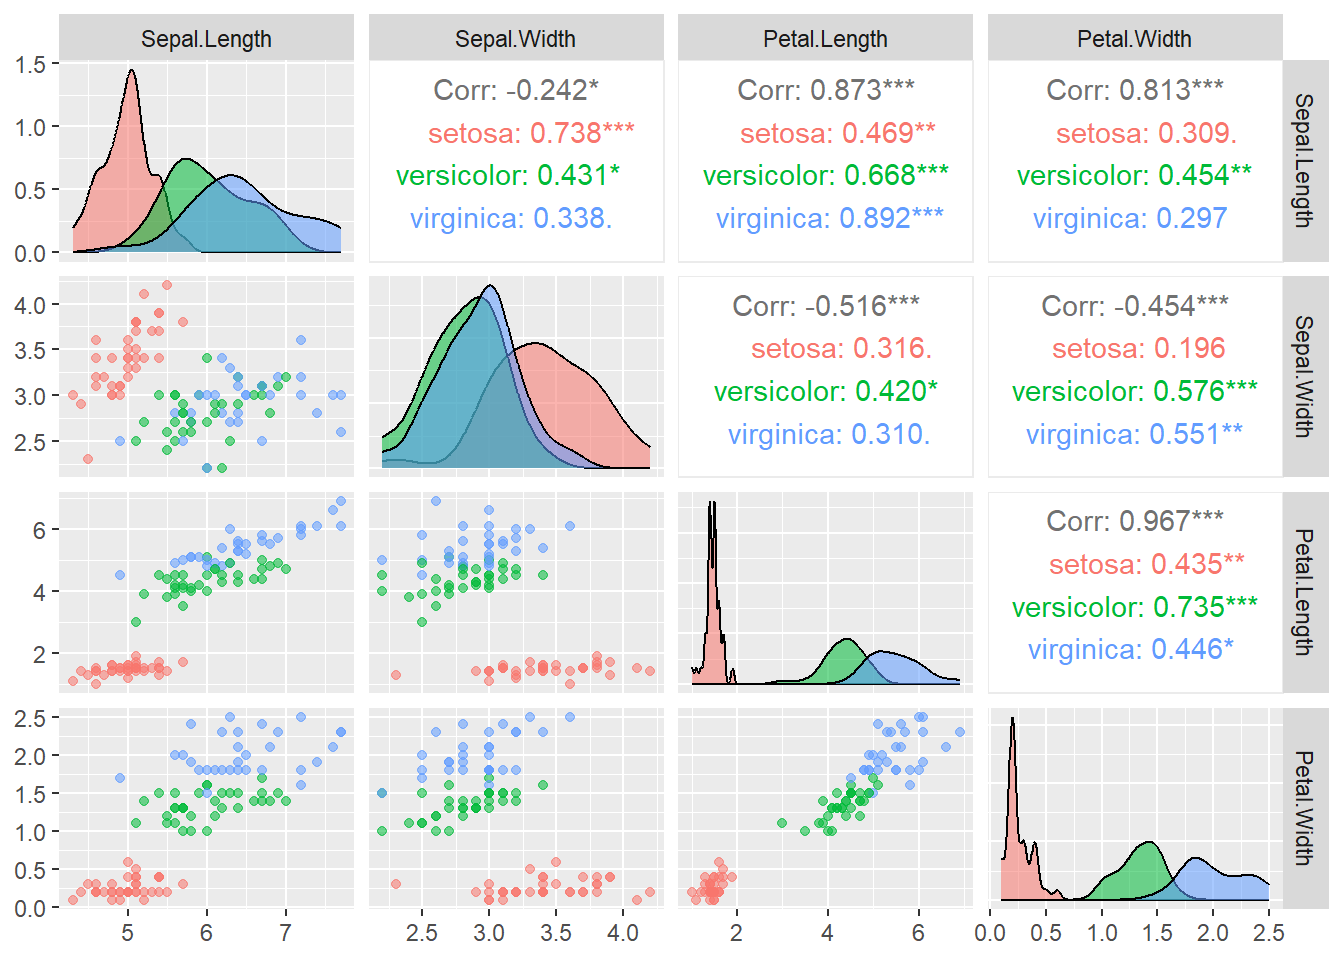 Sepal.Length
Sepal.Width
Petal.Length
Petal.Width
1.5
1.0
0.5
0.0
Corr: -0.242*
setosa: 0.738***
versicolor: 0.431*
virginica: 0.338.
Corr: 0.873***
setosa: 0.469**
versicolor: 0.668***
virginica: 0.892***
Corr: 0.813***
setosa: 0.309.
versicolor: 0.454**
virginica: 0.297
Sepal.Length
4.0
3.5
3.0
2.5
Corr: -0.516***
setosa: 0.316.
versicolor: 0.420*
virginica: 0.310.
Corr: -0.454***
setosa: 0.196
versicolor: 0.576***
virginica: 0.551**
Sepal.Width
6
4
2
Corr: 0.967***
setosa: 0.435**
versicolor: 0.735***
virginica: 0.446*
Petal.Length
2.5
2.0
1.5
1.0
0.5
0.0
Petal.Width
5 6 7
2.5 3.0 3.5 4.0
2 4 6
0.0 0.5 1.0 1.5 2.0 2.5